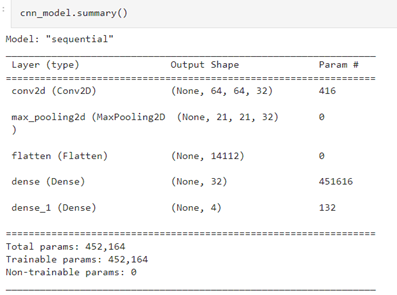 cnn_model.summary()
Model: "sequential"
Layer (type) Output Shape Param #
conv2d (Conv2D) (None, 64, 64, 32) 416
max_pooling2d (MaxPooling2D (None, 21, 21, 32) 0
)
flatten (Flatten) (None, 14112) 0
dense (Dense) (None, 32) 451616
dense_1 (Dense) (None, 4) 132
Total params: 452,164
Trainable params: 452,164
Non-trainable params: 0